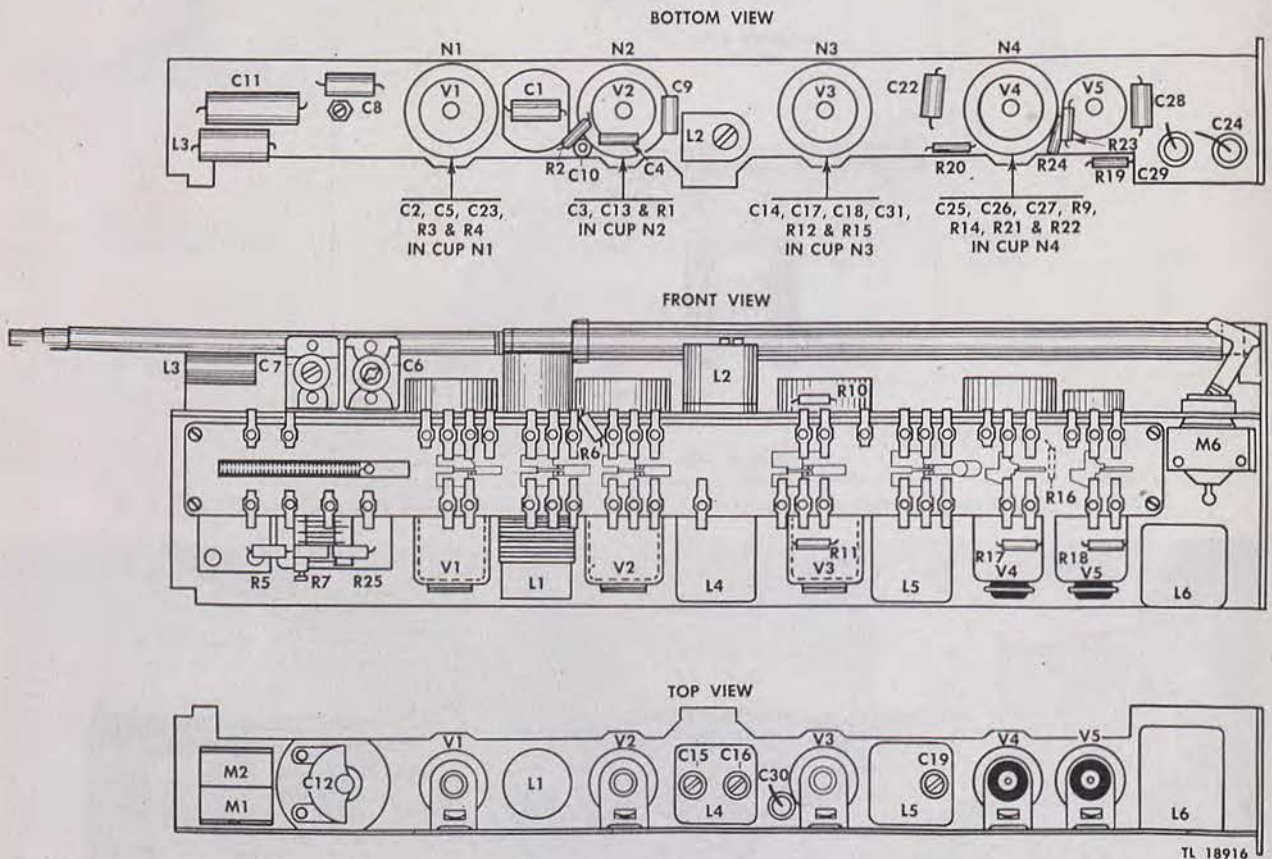 BOTTOM VIEW
N1 N2 N3 N4
C11 C8 V1 C1 V2 C9 V3 C22 V4 V5 C28
L3 L2 C24
R2 C10 C4 R20 R24 R23 R19 C29
C2, C5, C23,
R3 & R4
IN CUP N1
C3, C13 & R1
IN CUP N2
C14, C17, C18, C31,
R12 & R15
IN CUP N3
C25, C26, C27, R9,
R14, R21 & R22
IN CUP N4
FRONT VIEW
L3 C7 C6 L2 R10
R6 M6
R16
R5 R7 R25 V1 L1 V2 L4 R11 V3 L5 R17 V4 R18 V5 L6
TOP VIEW
V1 V2 C15 C16 V3 C19 V4 V5
M2 C12 L1 C30
M1 L4 L5 L6
TL 18916